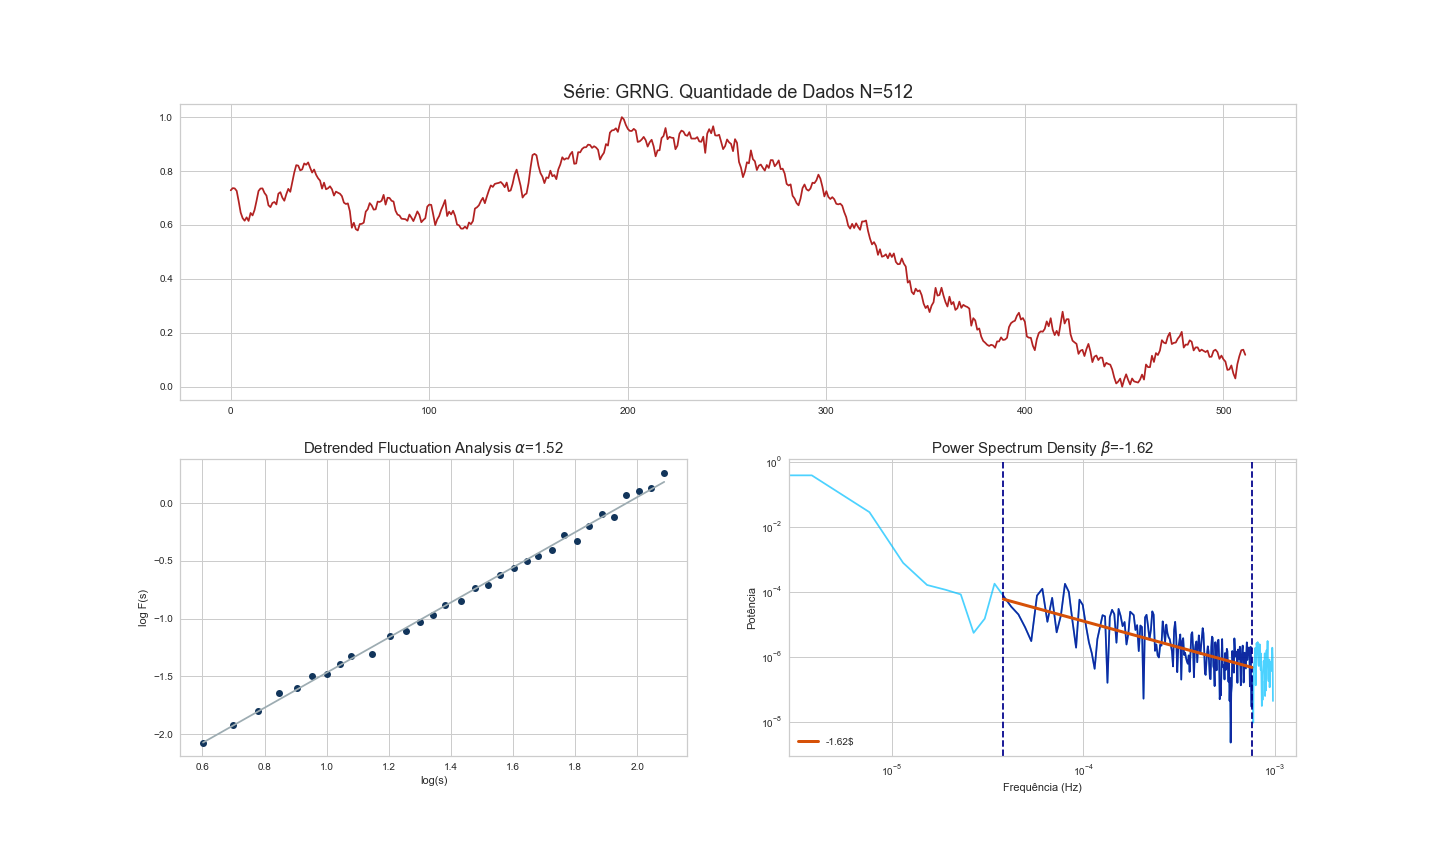 Série: GRNG. Quantidade de Dados N=512
1.0
0.8
0.6
0.4
0.2
0.0
0 100 200 300 400 500
Detrended Fluctuation Analysis α=1.52
log F(s)
0.0
−0.5
−1.0
−1.5
−2.0
0.6 0.8 1.0 1.2 1.4 1.6 1.8 2.0
log(s)
Power Spectrum Density β=-1.62
Potência
10⁰
10⁻²
10⁻⁴
10⁻⁶
10⁻⁸
-1.62$
10⁻⁵ 10⁻⁴ 10⁻³
Frequência (Hz)